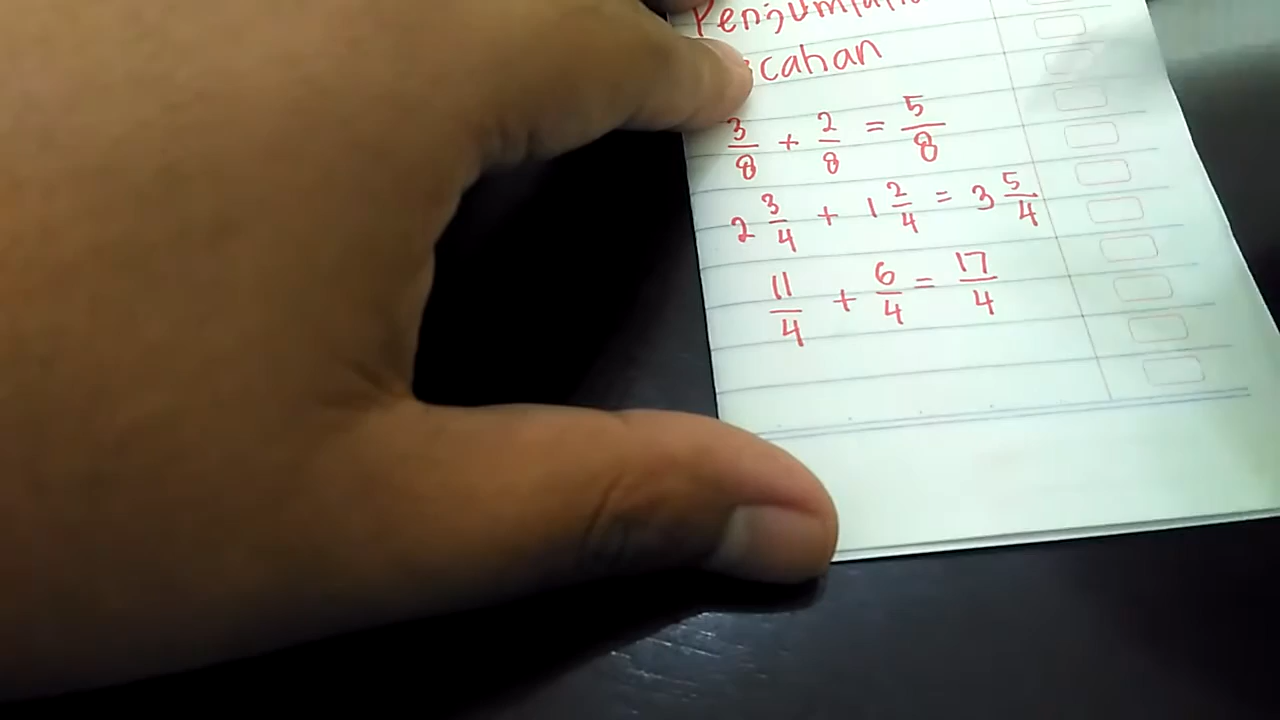 3/8 + 2/8 = 5/8
2 3/4 + 1 2/4 = 3 5/4
11/4 + 6/4 = 17/4